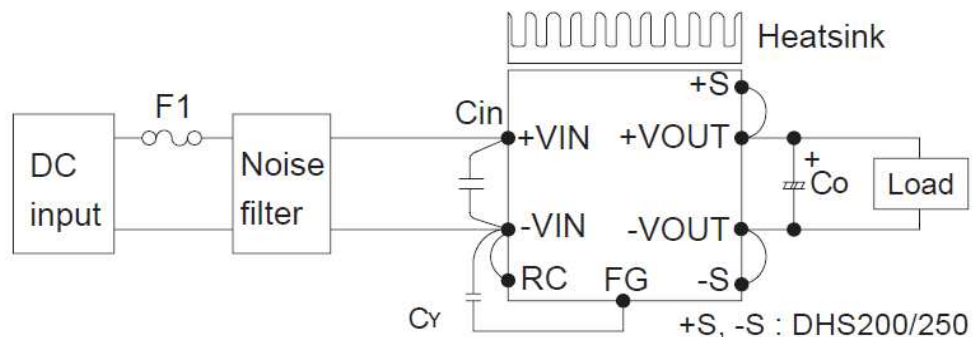 Heatsink
F1
Cin
+S
DC
input
Noise
filter
+VIN
+VOUT
+
Co
Load
-VIN
-VOUT
RC
FG
-S
CY
+S, -S : DHS200/250